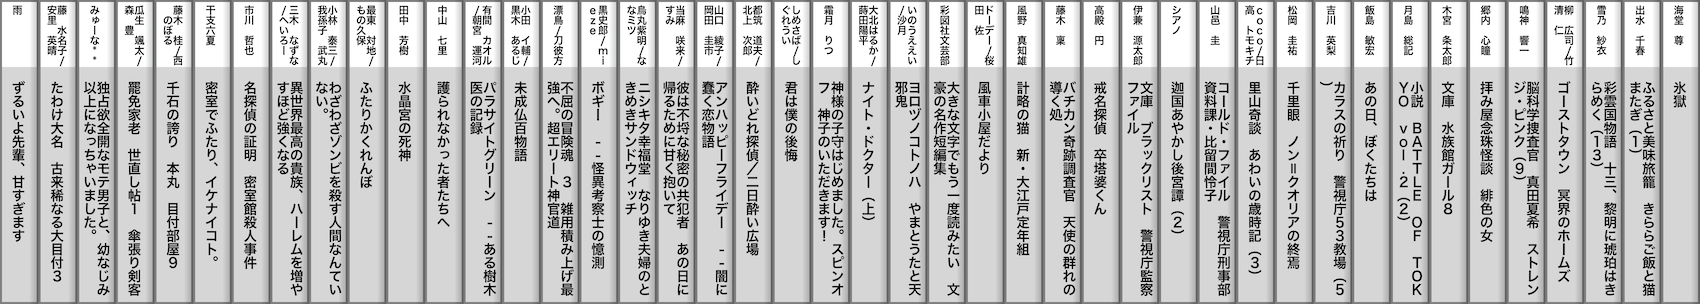 海堂 尊
氷獄
出水 千春
ふるさと美味旅籠 きららご飯と猫
またぎ(1)
雪乃 紗衣
彩雲国物語 十三、黎明に琥珀はき
らめく(13)
柳 広司/竹
清 仁
ゴーストタウン 冥界のホームズ
鳴神 響一
脳科学捜査官 真田夏希 ストレン
ジ・ピンク(9)
郷内 心瞳
拝み屋念珠怪談 緋色の女
木宮 条太郎
文庫 水族館ガール8
月島 総記
小説 BATTLE OF TOK
YO vol.2(2)
飯島 敏宏
あの日、ぼくたちは
吉川 英梨
カラスの祈り 警視庁53教場(5
)
松岡 圭祐
千里眼 ノン=クオリアの終焉
coco/日
高 トモキチ
里山奇談 あわいの歳時記(3)
山邑 圭
コールド・ファイル 警視庁刑事部
資料課・比留間怜子
シアノ
迦国あやかし後宮譚(2)
伊兼 源太郎
文庫 ブラックリスト 警視庁監察
ファイル
高殿 円
戒名探偵 卒塔婆くん
藤木 稟
バチカン奇跡調査官 天使の群れの
導く処
風野 真知雄
計略の猫 新・大江戸定年組
ドーデー/桜
田 佐
風車小屋だより
彩図社文芸部
大きな文字でもう一度読みたい 文
豪の名作短編集
いのうええい
/沙月
ヨロヅノコトノハ やまとうたと天
邪鬼
大北はるか/
蒔田陽平
ナイト・ドクター(上)
霜月 りつ
神様の子守はじめました。スピンオ
フ 神子のいただきます!
しめさば/し
ぐれうい
君は僕の後悔
都筑 道夫/
北上 次郎
酔いどれ探偵/二日酔い広場
山口 綾子/
岡田 圭市
アンハッピーフライデー --闇に
蠢く恋物語
当麻 咲来/
すみ
彼は不埒な秘密の共犯者 あの日に
帰るために甘く抱いて
烏丸紫明/な
なミツ
ニシキタ幸福堂 なりゆき夫婦のと
きめきサンドウィッチ
黒史郎/mi
eze
ボギー --怪異考察士の憶測
漂鳥/刀彼方
不屈の冒険魂 3 雑用積み上げ最
強へ。超エリート神官道
小田 イ輔/
黒木 あるじ
未成仏百物語
有間 カオル
/朝宮 運河
パラサイトグリーン --ある樹木
医の記録
中山 七里
護られなかった者たちへ
田中 芳樹
水晶宮の死神
最東 対地/
もの久保
ふたりかくれんぼ
小林 泰三/
我孫子 武丸
わざわざゾンビを殺す人間なんてい
ない。
三木 なずな
/へいろー
異世界最高の貴族、ハーレムを増や
すほど強くなる
市川 哲也
名探偵の証明 密室館殺人事件
干支六夏
密室でふたり、イケナイコト。
藤木 桂/西
のぼる
千石の誇り 本丸 目付部屋9
瓜生 颯太/
森 豊
罷免家老 世直し帖1 傘張り剣客
みゅーな**
独占欲全開なモテ男子と、幼なじみ
以上になっちゃいました。
藤 水名子/
安里 英晴
たわけ大名 古来稀なる大目付3
雨
ずるいよ先輩、甘すぎます